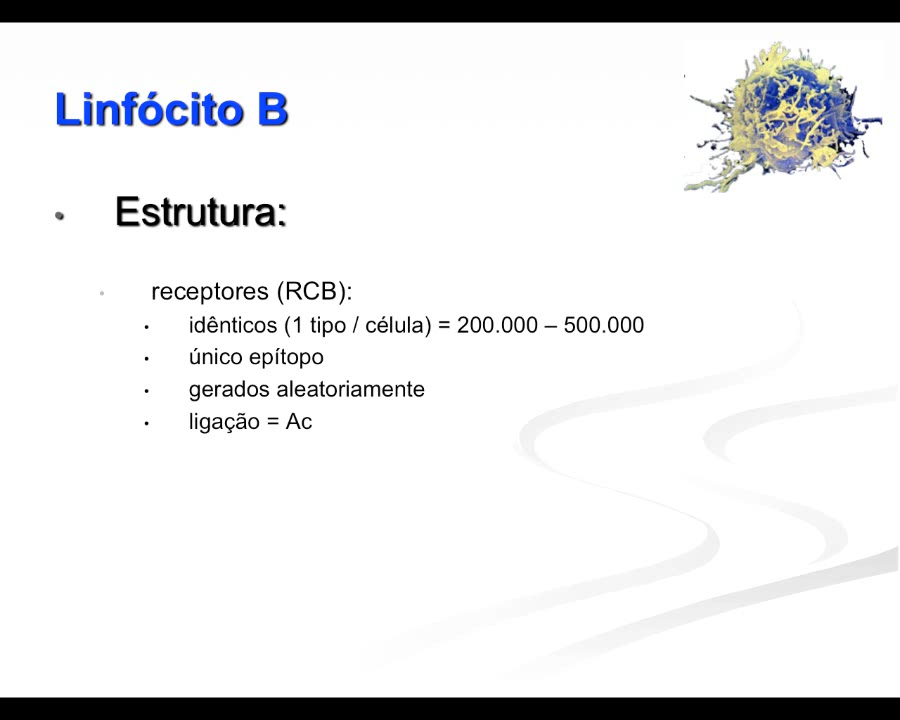 Linfócito B
• Estrutura:
• receptores (RCB):
• idênticos (1 tipo / célula) = 200.000 – 500.000
• único epítopo
• gerados aleatoriamente
• ligação = Ac